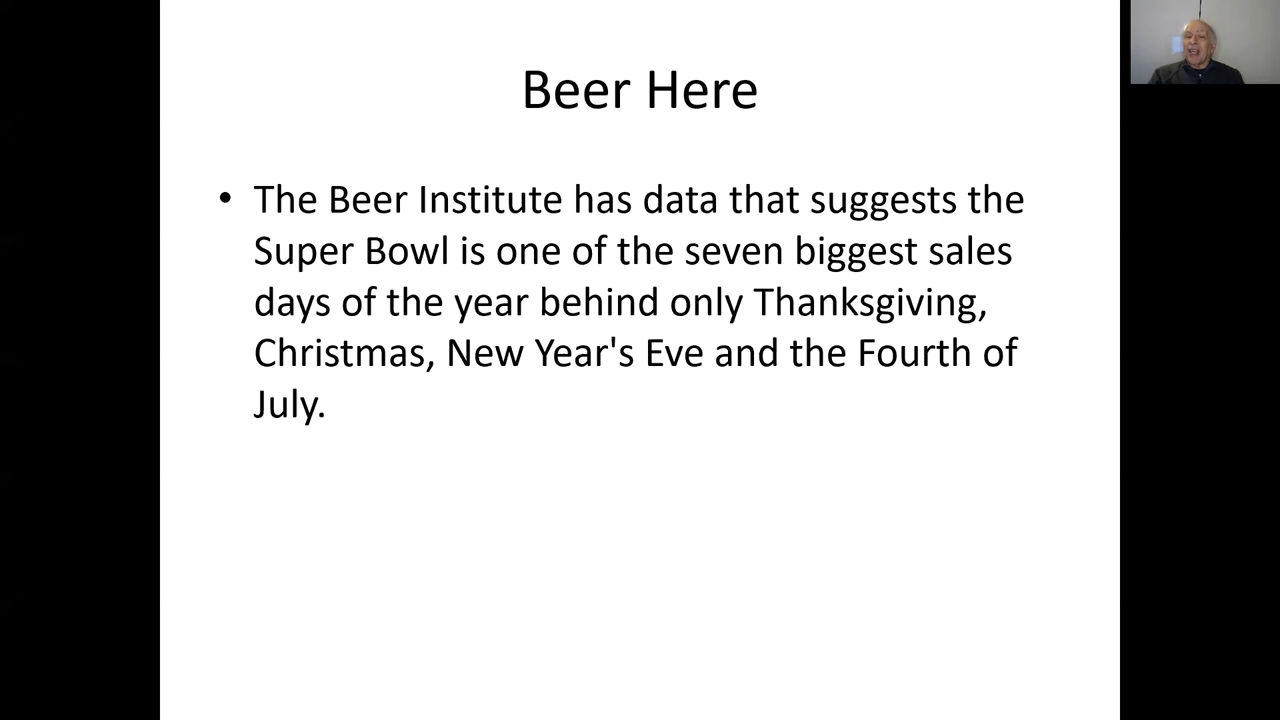 Beer Here
• The Beer Institute has data that suggests the
Super Bowl is one of the seven biggest sales
days of the year behind only Thanksgiving,
Christmas, New Year's Eve and the Fourth of
July.